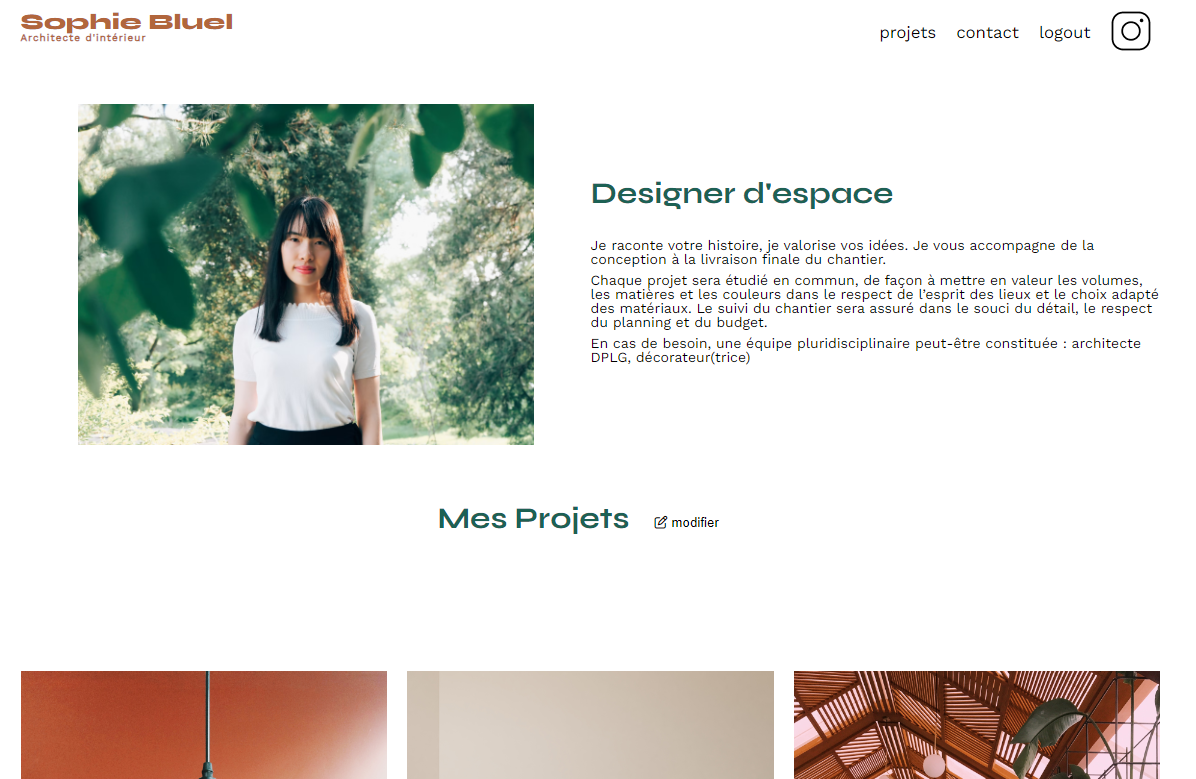 Sophie Bluel
Architecte d'intérieur
projets
contact
logout
Designer d'espace
Je raconte votre histoire, je valorise vos idées. Je vous accompagne de la
conception à la livraison finale du chantier.
Chaque projet sera étudié en commun, de façon à mettre en valeur les volumes,
les matières et les couleurs dans le respect de l’esprit des lieux et le choix adapté
des matériaux. Le suivi du chantier sera assuré dans le souci du détail, le respect
du planning et du budget.
En cas de besoin, une équipe pluridisciplinaire peut-être constituée : architecte
DPLG, décorateur(trice)
Mes Projets
modifier